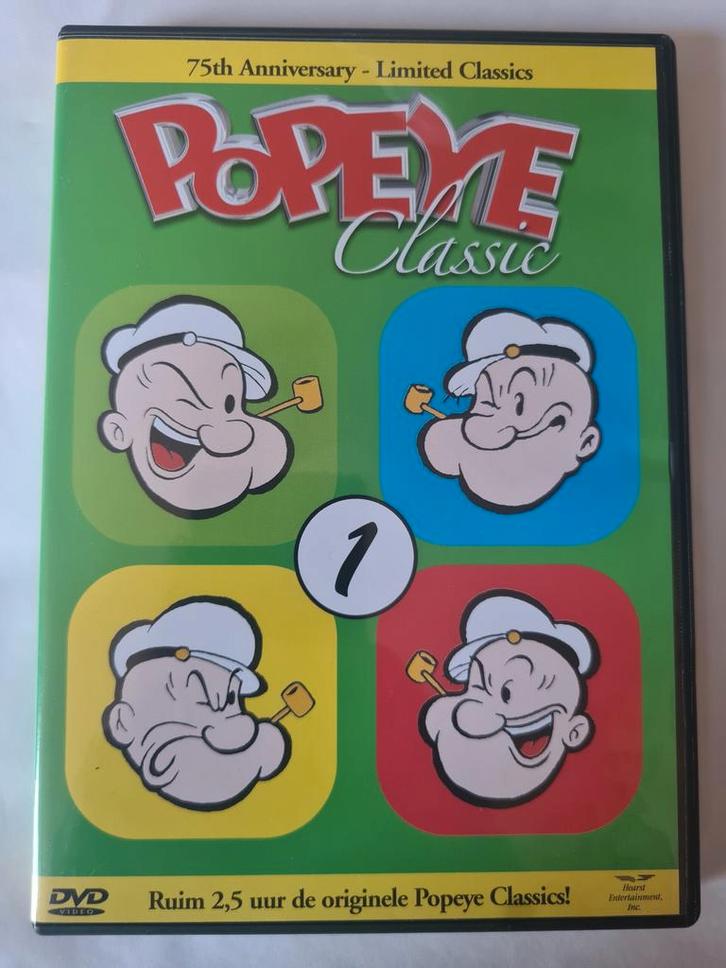 75th Anniversary - Limited Classics
POPEYE
Classic
1
DVD
VIDEO
Ruim 2,5 uur de originele Popeye Classics!
Hearst
Entertainment,
Inc.